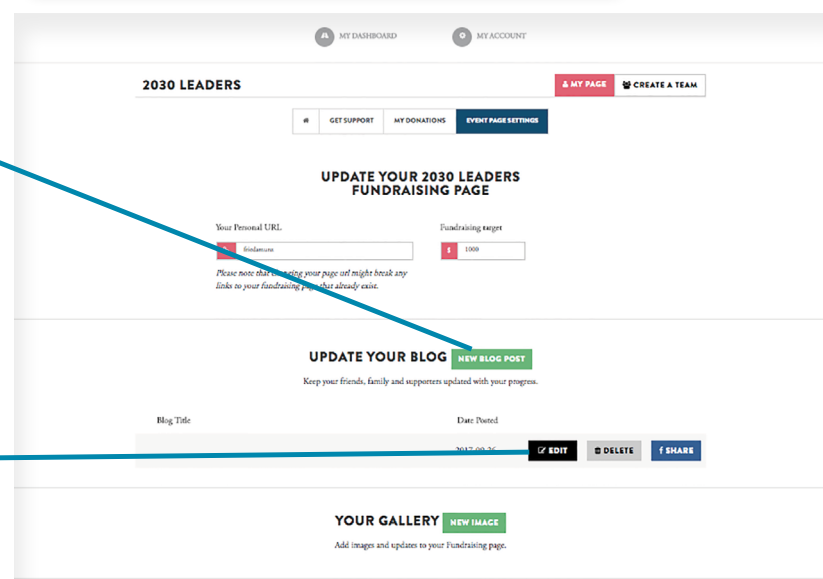 MY DASHBOARD MY ACCOUNT
2030 LEADERS MY PAGE CREATE A TEAM
GET SUPPORT MY DONATIONS EVENT PAGE SETTINGS
UPDATE YOUR 2030 LEADERS
FUNDRAISING PAGE
Your Personal URL Fundraising target
$ 1000
Please note that changing your page url might break any
links to your fundraising page that already exist.
UPDATE YOUR BLOG NEW BLOG POST
Keep your friends, family and supporters updated with your progress.
Blog Title Date Posted
2017-09-26 EDIT DELETE f SHARE
YOUR GALLERY NEW IMAGE
Add images and updates to your Fundraising page.